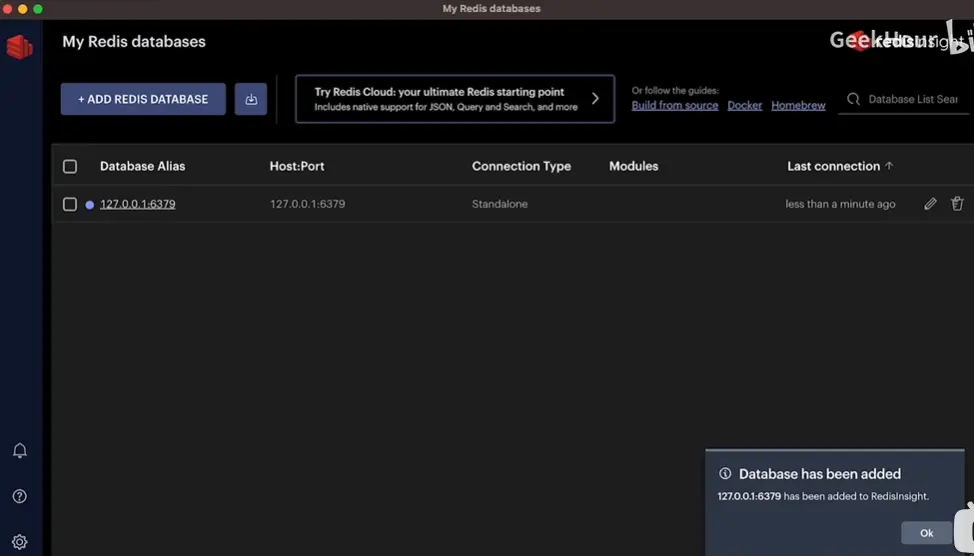 My Redis databases
My Redis databases
GeekHour
redisinsight
+ ADD REDIS DATABASE
Try Redis Cloud: your ultimate Redis starting point
Includes native support for JSON, Query and Search, and more
Or follow the guides:
Build from source Docker Homebrew
Database List Sear
Database Alias Host:Port Connection Type Modules Last connection
127.0.0.1:6379 127.0.0.1:6379 Standalone less than a minute ago
Database has been added
127.0.0.1:6379 has been added to RedisInsight.
Ok